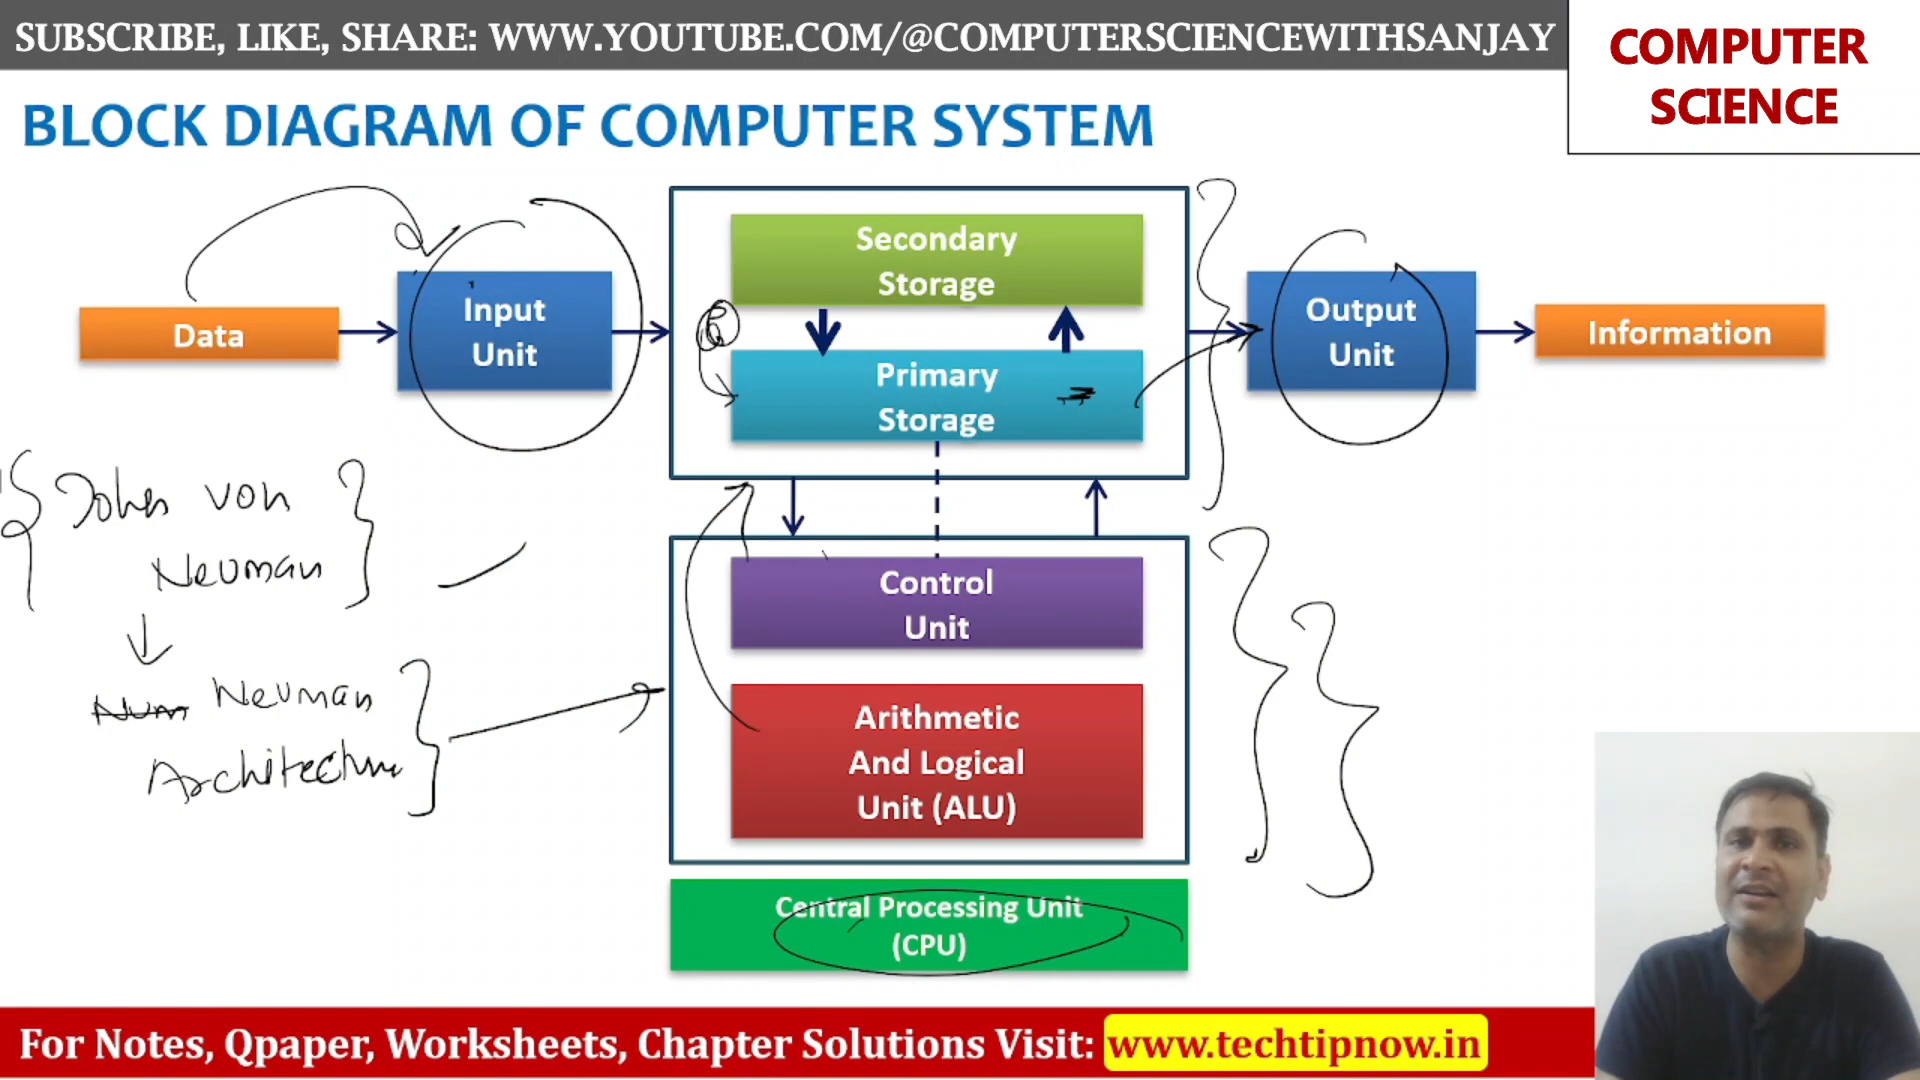 SUBSCRIBE, LIKE, SHARE: WWW.YOUTUBE.COM/@COMPUTERSCIENCEWITHSANJAY
COMPUTER
SCIENCE
BLOCK DIAGRAM OF COMPUTER SYSTEM
Data
Input
Unit
Secondary
Storage
Primary
Storage
Output
Unit
Information
John von
Neuman
Num Neuman
Architecture
Control
Unit
Arithmetic
And Logical
Unit (ALU)
Central Processing Unit
(CPU)
For Notes, Qpaper, Worksheets, Chapter Solutions Visit: www.techtipnow.in